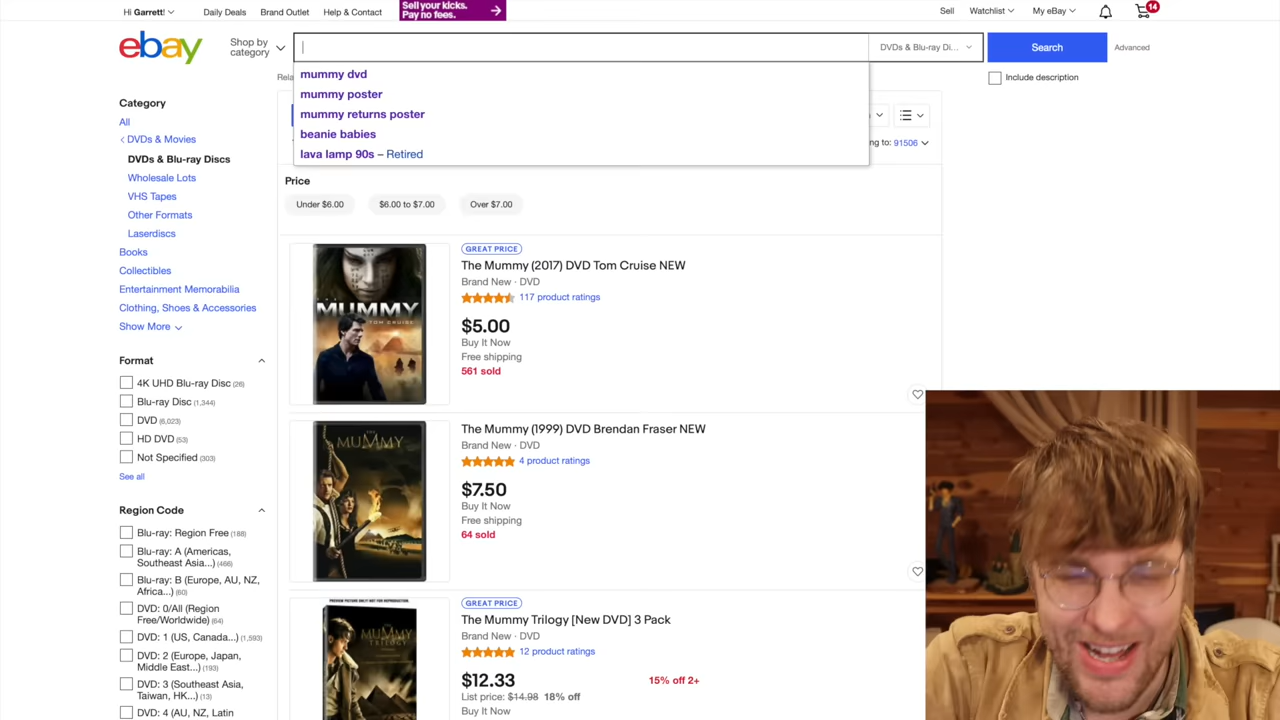 Hi Garrett!
Daily Deals
Brand Outlet
Help & Contact
Sell your kicks.
Pay no fees.
Sell
Watchlist
My eBay
14
ebay
Shop by
category
DVDs & Blu-ray Di...
Search
Advanced
Include description
Rela
mummy dvd
mummy poster
mummy returns poster
beanie babies
lava lamp 90s – Retired
ng to: 91506
Category
All
DVDs & Movies
DVDs & Blu-ray Discs
Wholesale Lots
VHS Tapes
Other Formats
Laserdiscs
Books
Collectibles
Entertainment Memorabilia
Clothing, Shoes & Accessories
Show More
Format
4K UHD Blu-ray Disc (26)
Blu-ray Disc (1,344)
DVD (6,023)
HD DVD (53)
Not Specified (303)
See all
Region Code
Blu-ray: Region Free (188)
Blu-ray: A (Americas,
Southeast Asia...) (466)
Blu-ray: B (Europe, AU, NZ,
Africa...) (60)
DVD: 0/All (Region
Free/Worldwide) (64)
DVD: 1 (US, Canada...) (1,593)
DVD: 2 (Europe, Japan,
Middle East...) (193)
DVD: 3 (Southeast Asia,
Taiwan, HK...) (13)
DVD: 4 (AU, NZ, Latin
Price
Under $6.00
$6.00 to $7.00
Over $7.00
THE
MUMMY
TOM CRUISE
GREAT PRICE
The Mummy (2017) DVD Tom Cruise NEW
Brand New · DVD
117 product ratings
$5.00
Buy It Now
Free shipping
561 sold
THE
MUMMY
The Mummy (1999) DVD Brendan Fraser NEW
Brand New · DVD
4 product ratings
$7.50
Buy It Now
Free shipping
64 sold
THE
MUMMY
TRILOGY
GREAT PRICE
The Mummy Trilogy [New DVD] 3 Pack
Brand New · DVD
12 product ratings
$12.33
15% off 2+
List price: $14.98 18% off
Buy It Now